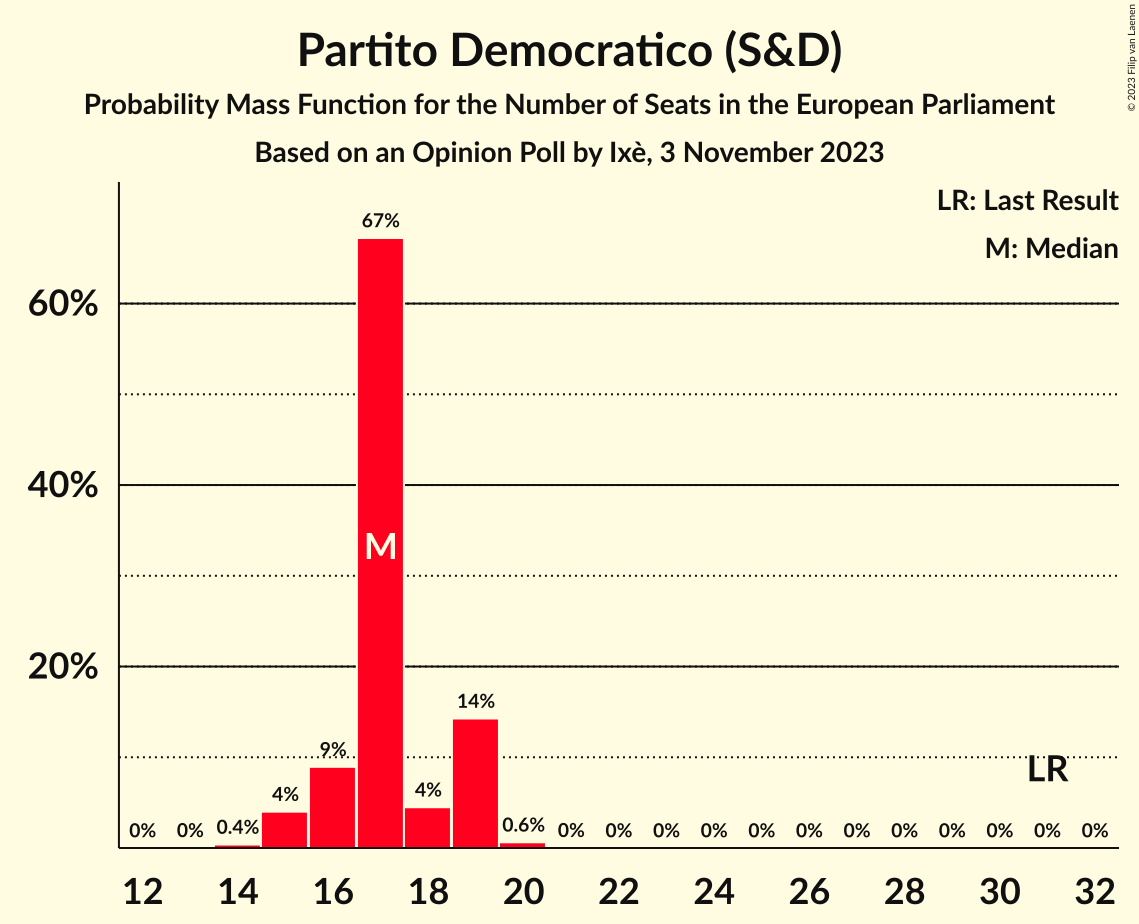 Partito Democratico (S&D)
Probability Mass Function for the Number of Seats in the European Parliament
Based on an Opinion Poll by Ixè, 3 November 2023
© 2023 Filip van Laenen
LR: Last Result
M: Median
60%
40%
20%
0% 0% 0.4% 4% 9% 67% 4% 14% 0.6% 0% 0% 0% 0% 0% 0% 0% 0% 0% 0% 0% 0%
M
LR
12 14 16 18 20 22 24 26 28 30 32